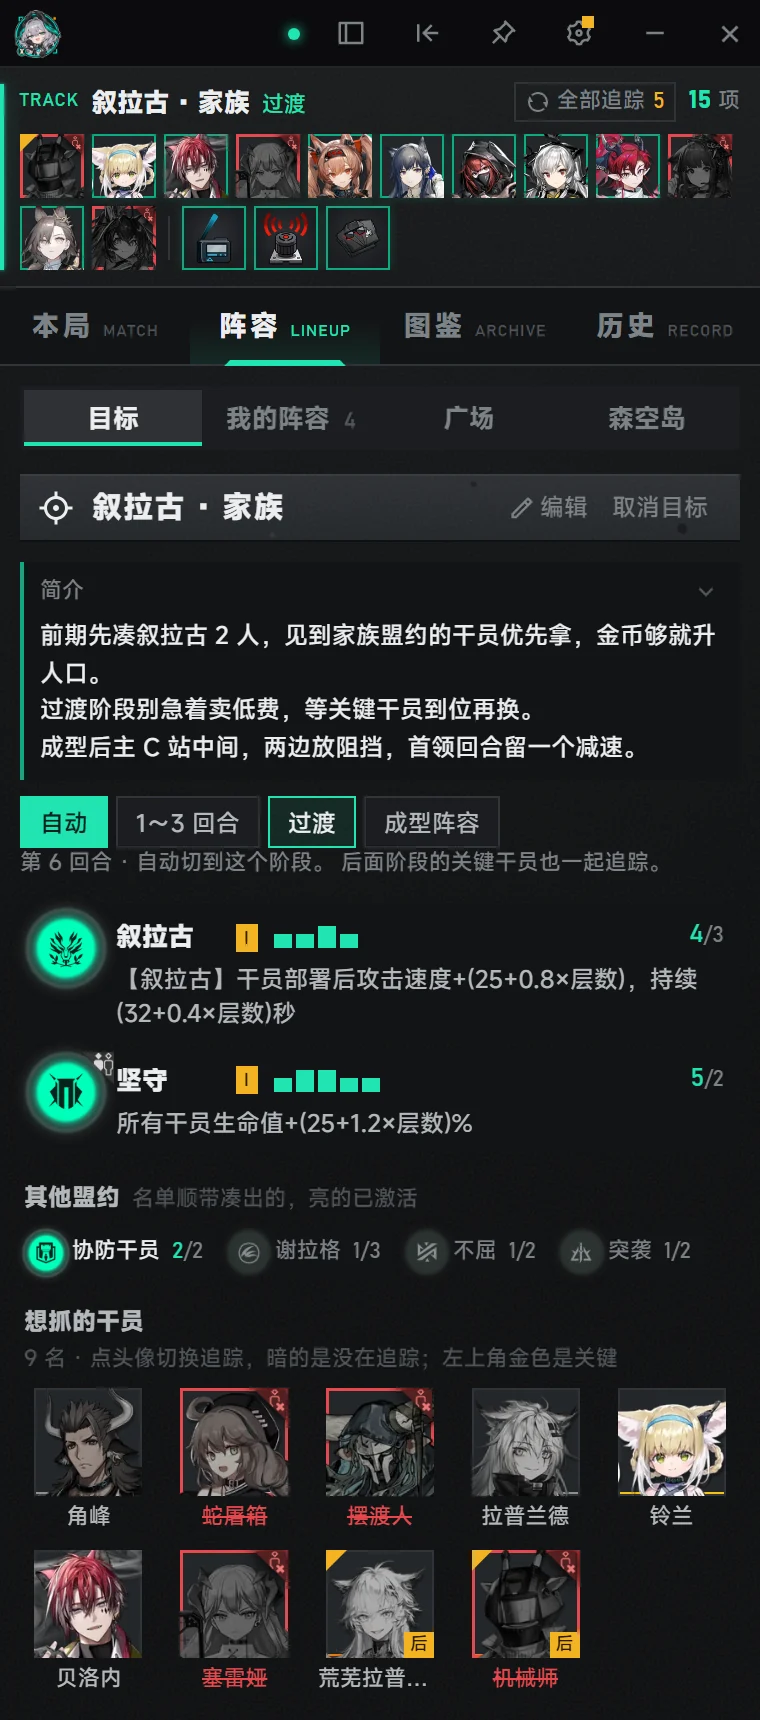 TRACK 叙拉古 · 家族 过渡 全部追踪 5 15 项
本局 MATCH 阵容 LINEUP 图鉴 ARCHIVE 历史 RECORD
目标 我的阵容 4 广场 森空岛
叙拉古 · 家族 编辑 取消目标
简介
前期先凑叙拉古 2 人，见到家族盟约的干员优先拿，金币够就升
人口。
过渡阶段别急着卖低费，等关键干员到位再换。
成型后主 C 站中间，两边放阻挡，首领回合留一个减速。
自动 1～3 回合 过渡 成型阵容
第 6 回合 · 自动切到这个阶段。 后面阶段的关键干员也一起追踪。
叙拉古 I 4/3
【叙拉古】干员部署后攻击速度+(25+0.8×层数)，持续
(32+0.4×层数)秒
坚守 I 5/2
所有干员生命值+(25+1.2×层数)%
其他盟约 名单顺带凑出的，亮的已激活
协防干员 2/2 谢拉格 1/3 不屈 1/2 突袭 1/2
想抓的干员
9 名 · 点头像切换追踪，暗的是没在追踪；左上角金色是关键
角峰 蛇屠箱 摆渡人 拉普兰德 铃兰
后 后
贝洛内 塞雷娅 荒芜拉普... 机械师